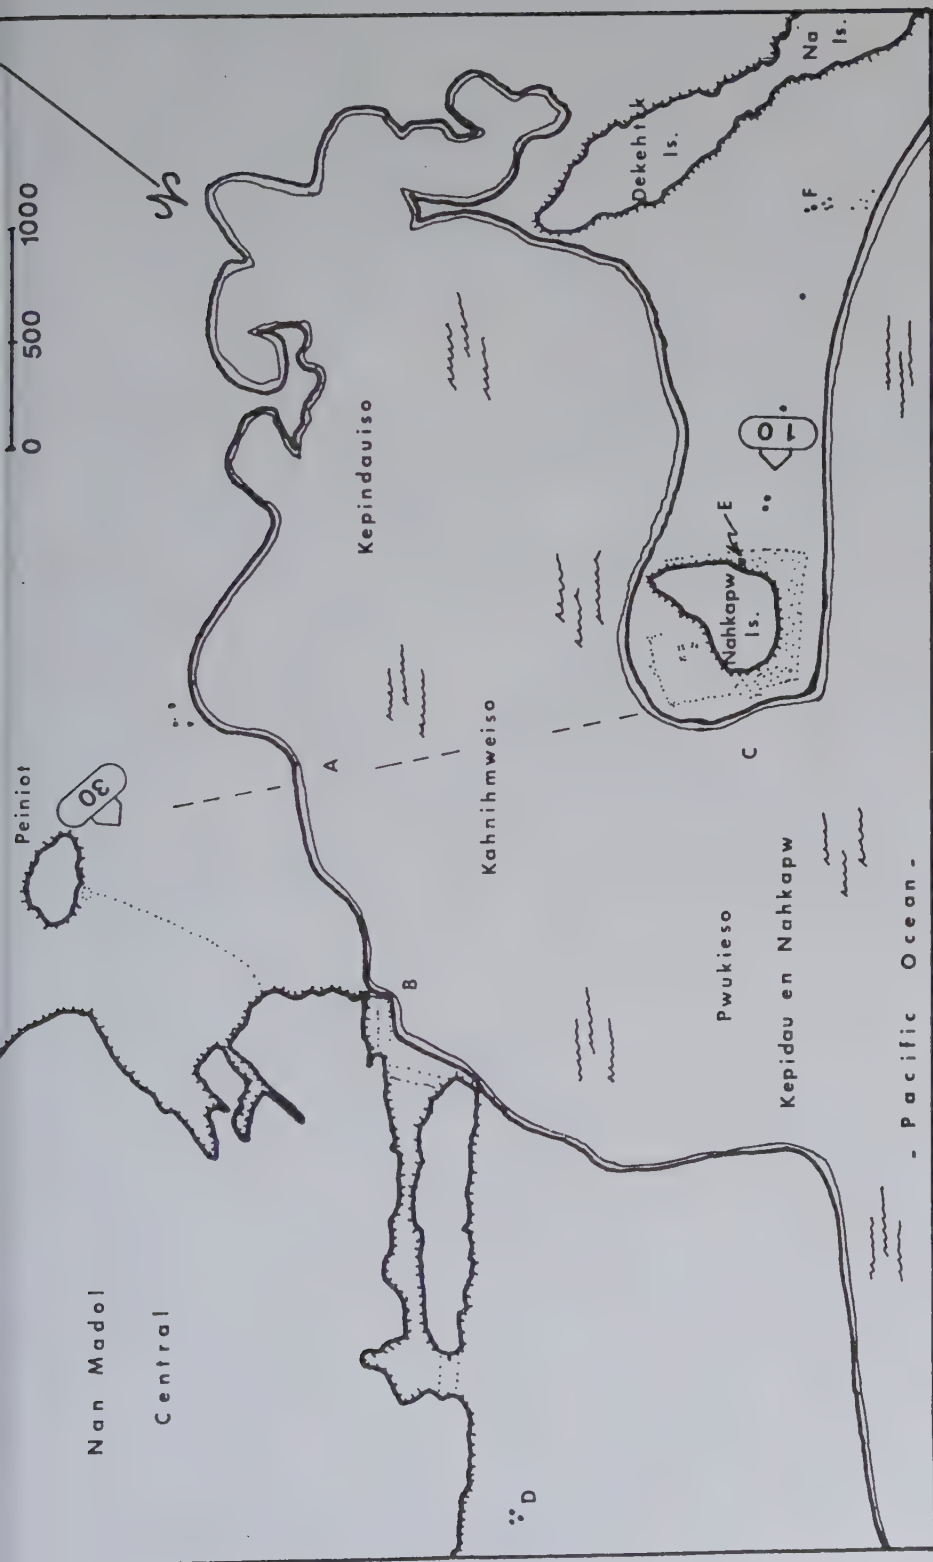 Peiniot
0 500 1000
Nan Madol
Central
30
A
Kepindauiso
B
Kahnihmweiso
D
Dekehtik
Is.
Pwukieso
E
Nahkapw
Is.
C
10
Kepidau en Nahkapw
F
Na
Is.
- Pacific Ocean -